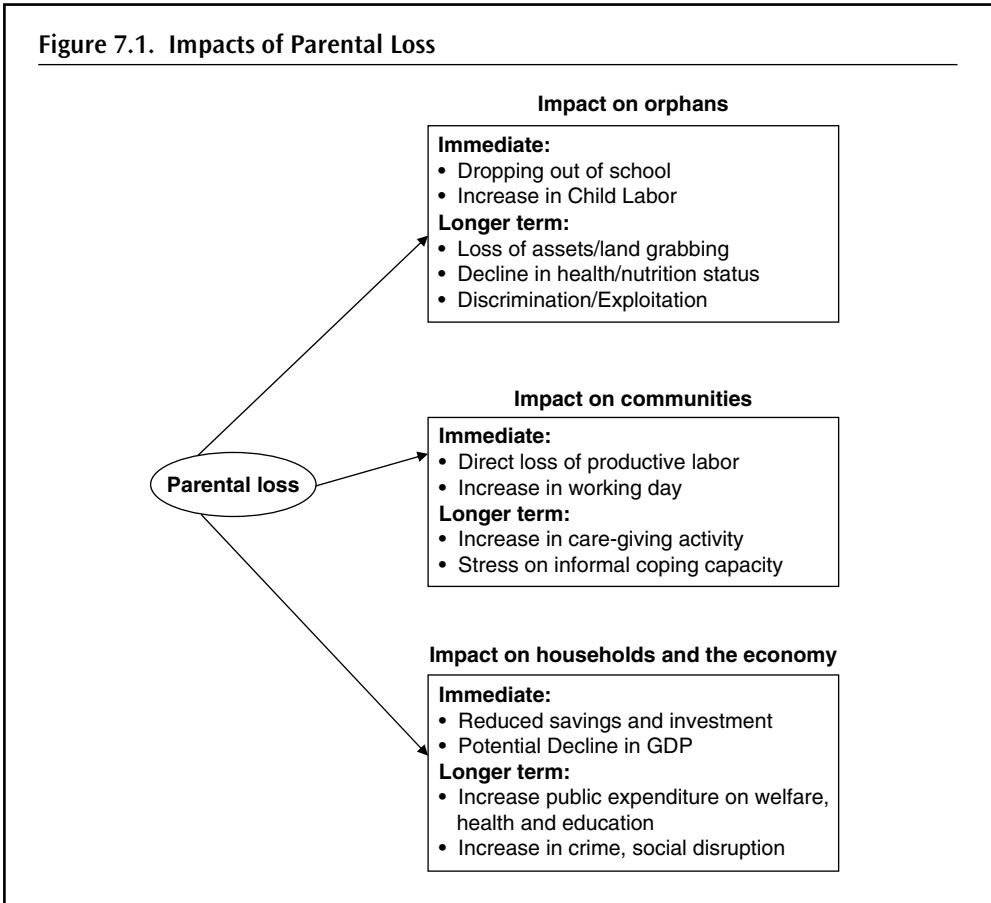 Figure 7.1. Impacts of Parental Loss
Impact on orphans
Immediate:
• Dropping out of school
• Increase in Child Labor
Longer term:
• Loss of assets/land grabbing
• Decline in health/nutrition status
• Discrimination/Exploitation
Impact on communities
Immediate:
• Direct loss of productive labor
• Increase in working day
Longer term:
• Increase in care-giving activity
• Stress on informal coping capacity
Parental loss
Impact on households and the economy
Immediate:
• Reduced savings and investment
• Potential Decline in GDP
Longer term:
• Increase public expenditure on welfare,
health and education
• Increase in crime, social disruption